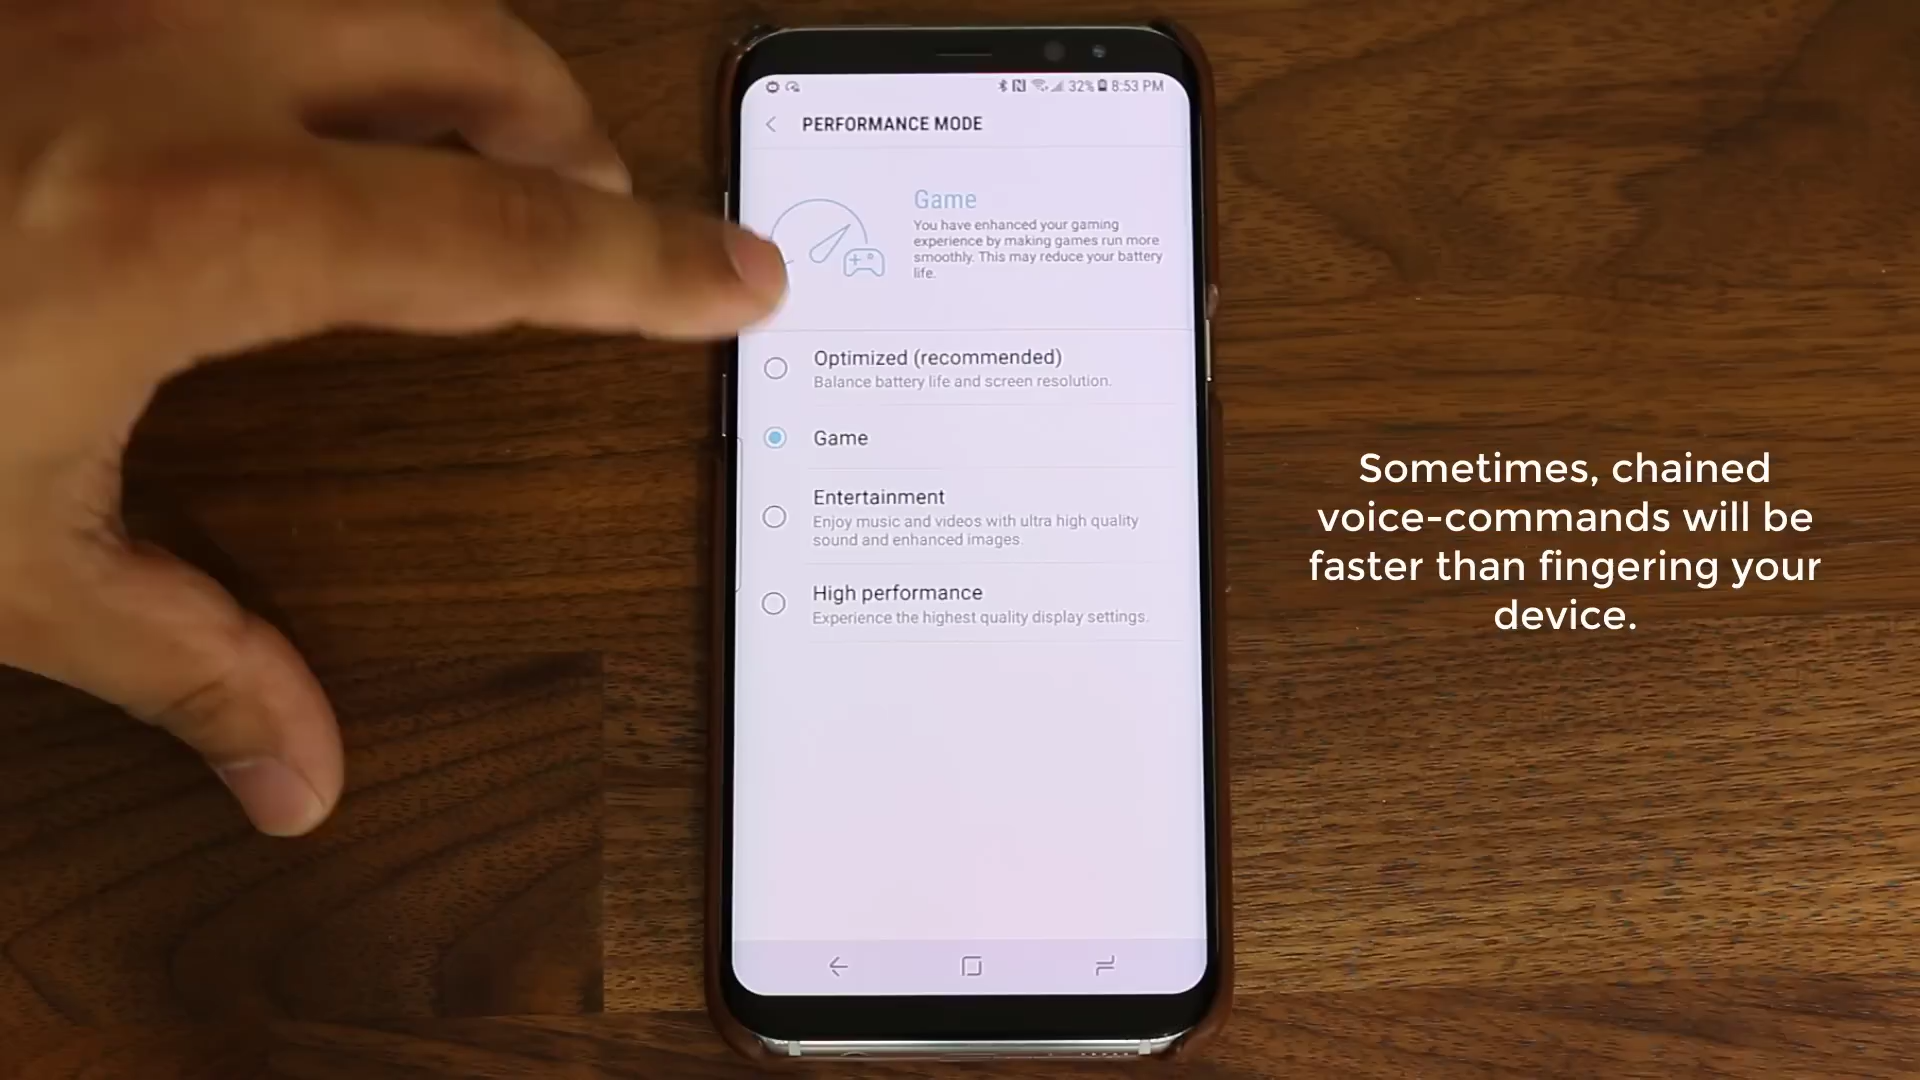 32% 8:53 PM
PERFORMANCE MODE
Game
You have enhanced your gaming
experience by making games run more
smoothly. This may reduce your battery
life.
Optimized (recommended)
Balance battery life and screen resolution.
Game
Entertainment
Enjoy music and videos with ultra high quality
sound and enhanced images.
High performance
Experience the highest quality display settings.
Sometimes, chained
voice-commands will be
faster than fingering your
device.